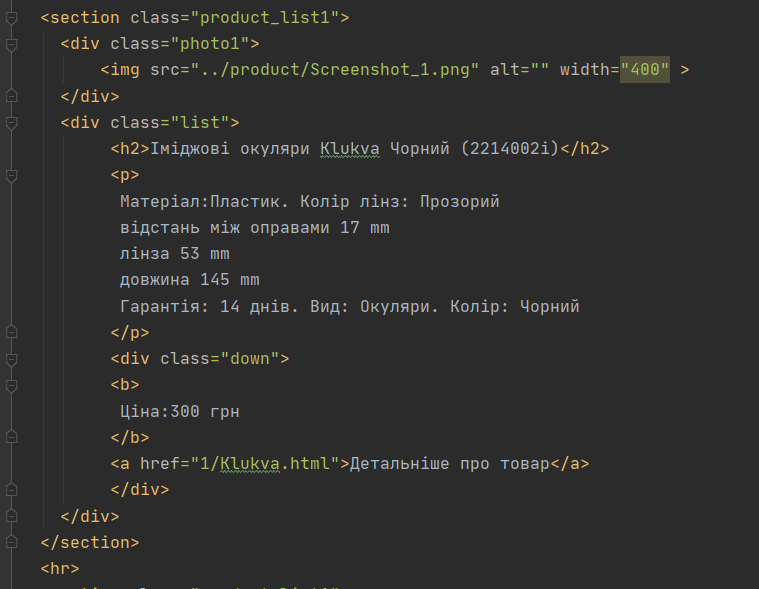 <section class="product_list1">
<div class="photo1">
<img src="../product/Screenshot_1.png" alt="" width="400" >
</div>
<div class="list">
<h2>Іміджові окуляри Klukva Чорний (2214002i)</h2>
<p>
Матеріал:Пластик. Колір лінз: Прозорий
відстань між оправами 17 mm
лінза 53 mm
довжина 145 mm
Гарантія: 14 днів. Вид: Окуляри. Колір: Чорний
</p>
<div class="down">
<b>
Ціна:300 грн
</b>
<a href="1/Klukva.html">Детальніше про товар</a>
</div>
</div>
</section>
<hr>